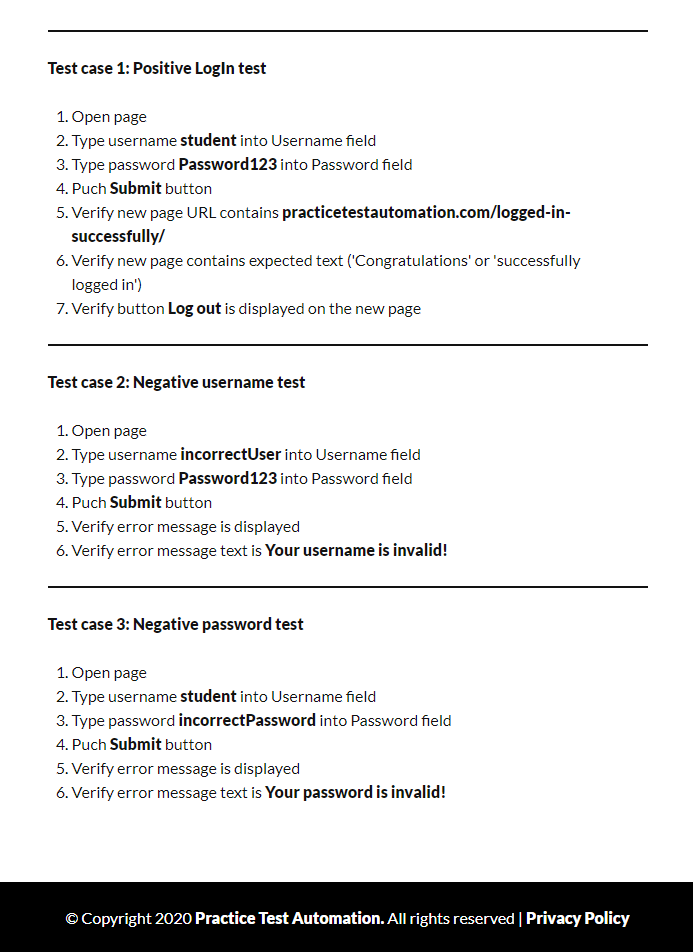 Test case 1: Positive LogIn test
1. Open page
2. Type username student into Username field
3. Type password Password123 into Password field
4. Puch Submit button
5. Verify new page URL contains practicetestautomation.com/logged-in-
successfully/
6. Verify new page contains expected text ('Congratulations' or 'successfully
logged in')
7. Verify button Log out is displayed on the new page
Test case 2: Negative username test
1. Open page
2. Type username incorrectUser into Username field
3. Type password Password123 into Password field
4. Puch Submit button
5. Verify error message is displayed
6. Verify error message text is Your username is invalid!
Test case 3: Negative password test
1. Open page
2. Type username student into Username field
3. Type password incorrectPassword into Password field
4. Puch Submit button
5. Verify error message is displayed
6. Verify error message text is Your password is invalid!
© Copyright 2020 Practice Test Automation. All rights reserved | Privacy Policy